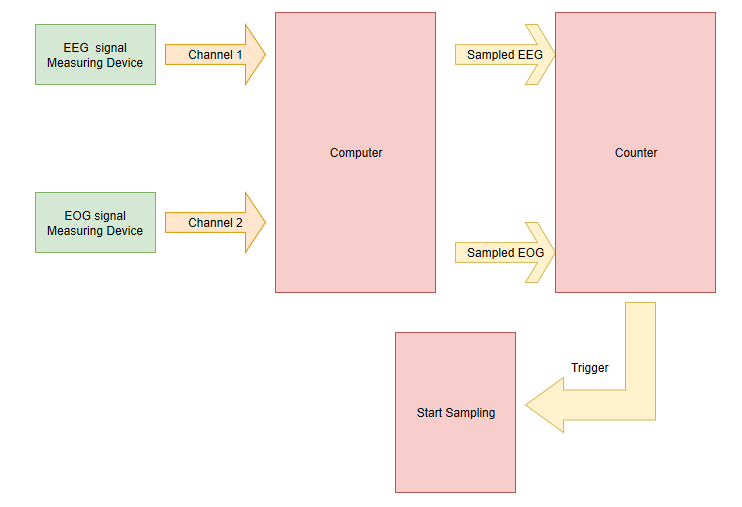 EEG  signal
Measuring Device
Channel 1
Computer
Sampled EEG
Counter
EOG signal
Measuring Device
Channel 2
Sampled EOG
Trigger
Start Sampling